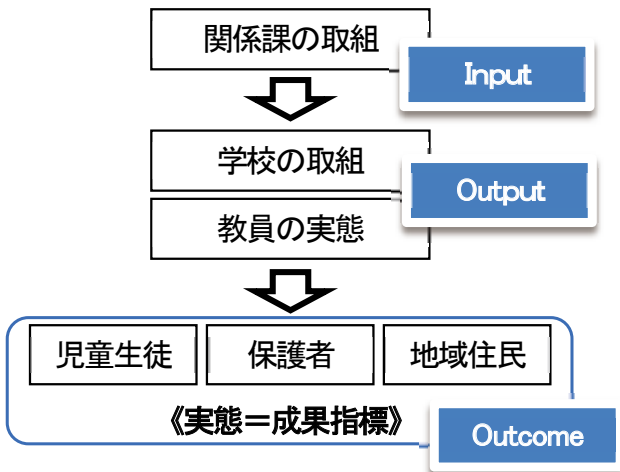 関係課の取組
Input
学校の取組
Output
教員の実態
児童生徒 保護者 地域住民
《実態=成果指標》
Outcome